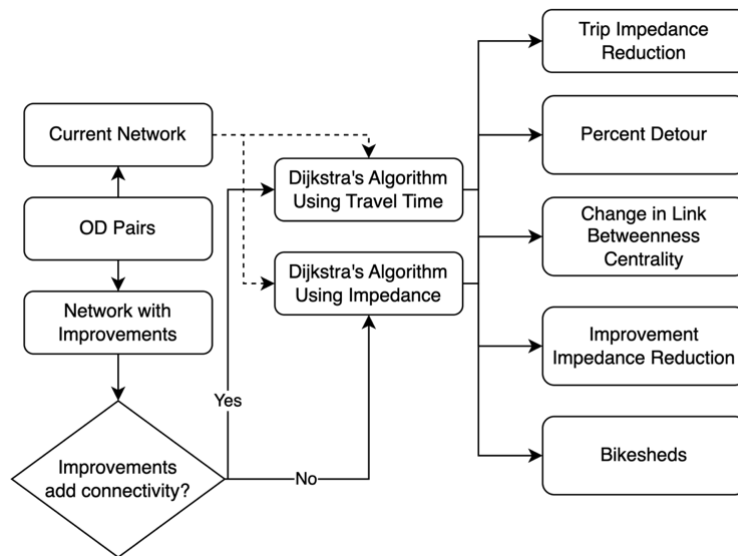 Trip Impedance
Reduction
Current Network
Percent Detour
Dijkstra's Algorithm
Using Travel Time
OD Pairs
Change in Link
Betweenness
Centrality
Dijkstra's Algorithm
Using Impedance
Network with
Improvements
Improvement
Impedance Reduction
Yes
Improvements
add connectivity?
No
Bikesheds